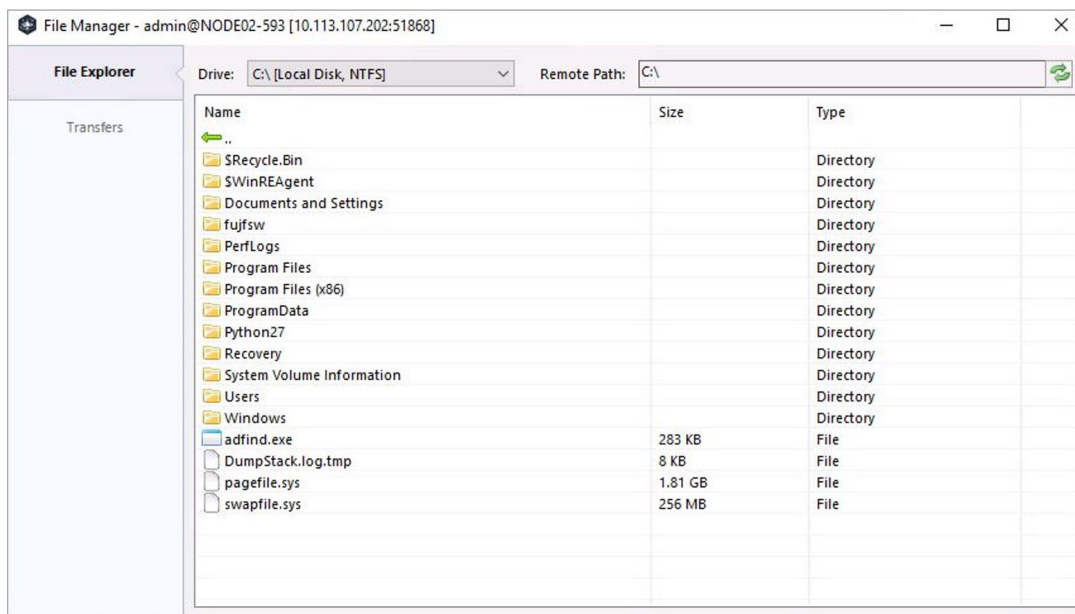 File Manager - admin@NODE02-593 [10.113.107.202:51868]
File Explorer
Transfers
Drive: C:\ [Local Disk, NTFS] Remote Path: C:\
Name Size Type
..
$Recycle.Bin Directory
$WinREAgent Directory
Documents and Settings Directory
fujfsw Directory
PerfLogs Directory
Program Files Directory
Program Files (x86) Directory
ProgramData Directory
Python27 Directory
Recovery Directory
System Volume Information Directory
Users Directory
Windows Directory
adfind.exe 283 KB File
DumpStack.log.tmp 8 KB File
pagefile.sys 1.81 GB File
swapfile.sys 256 MB File